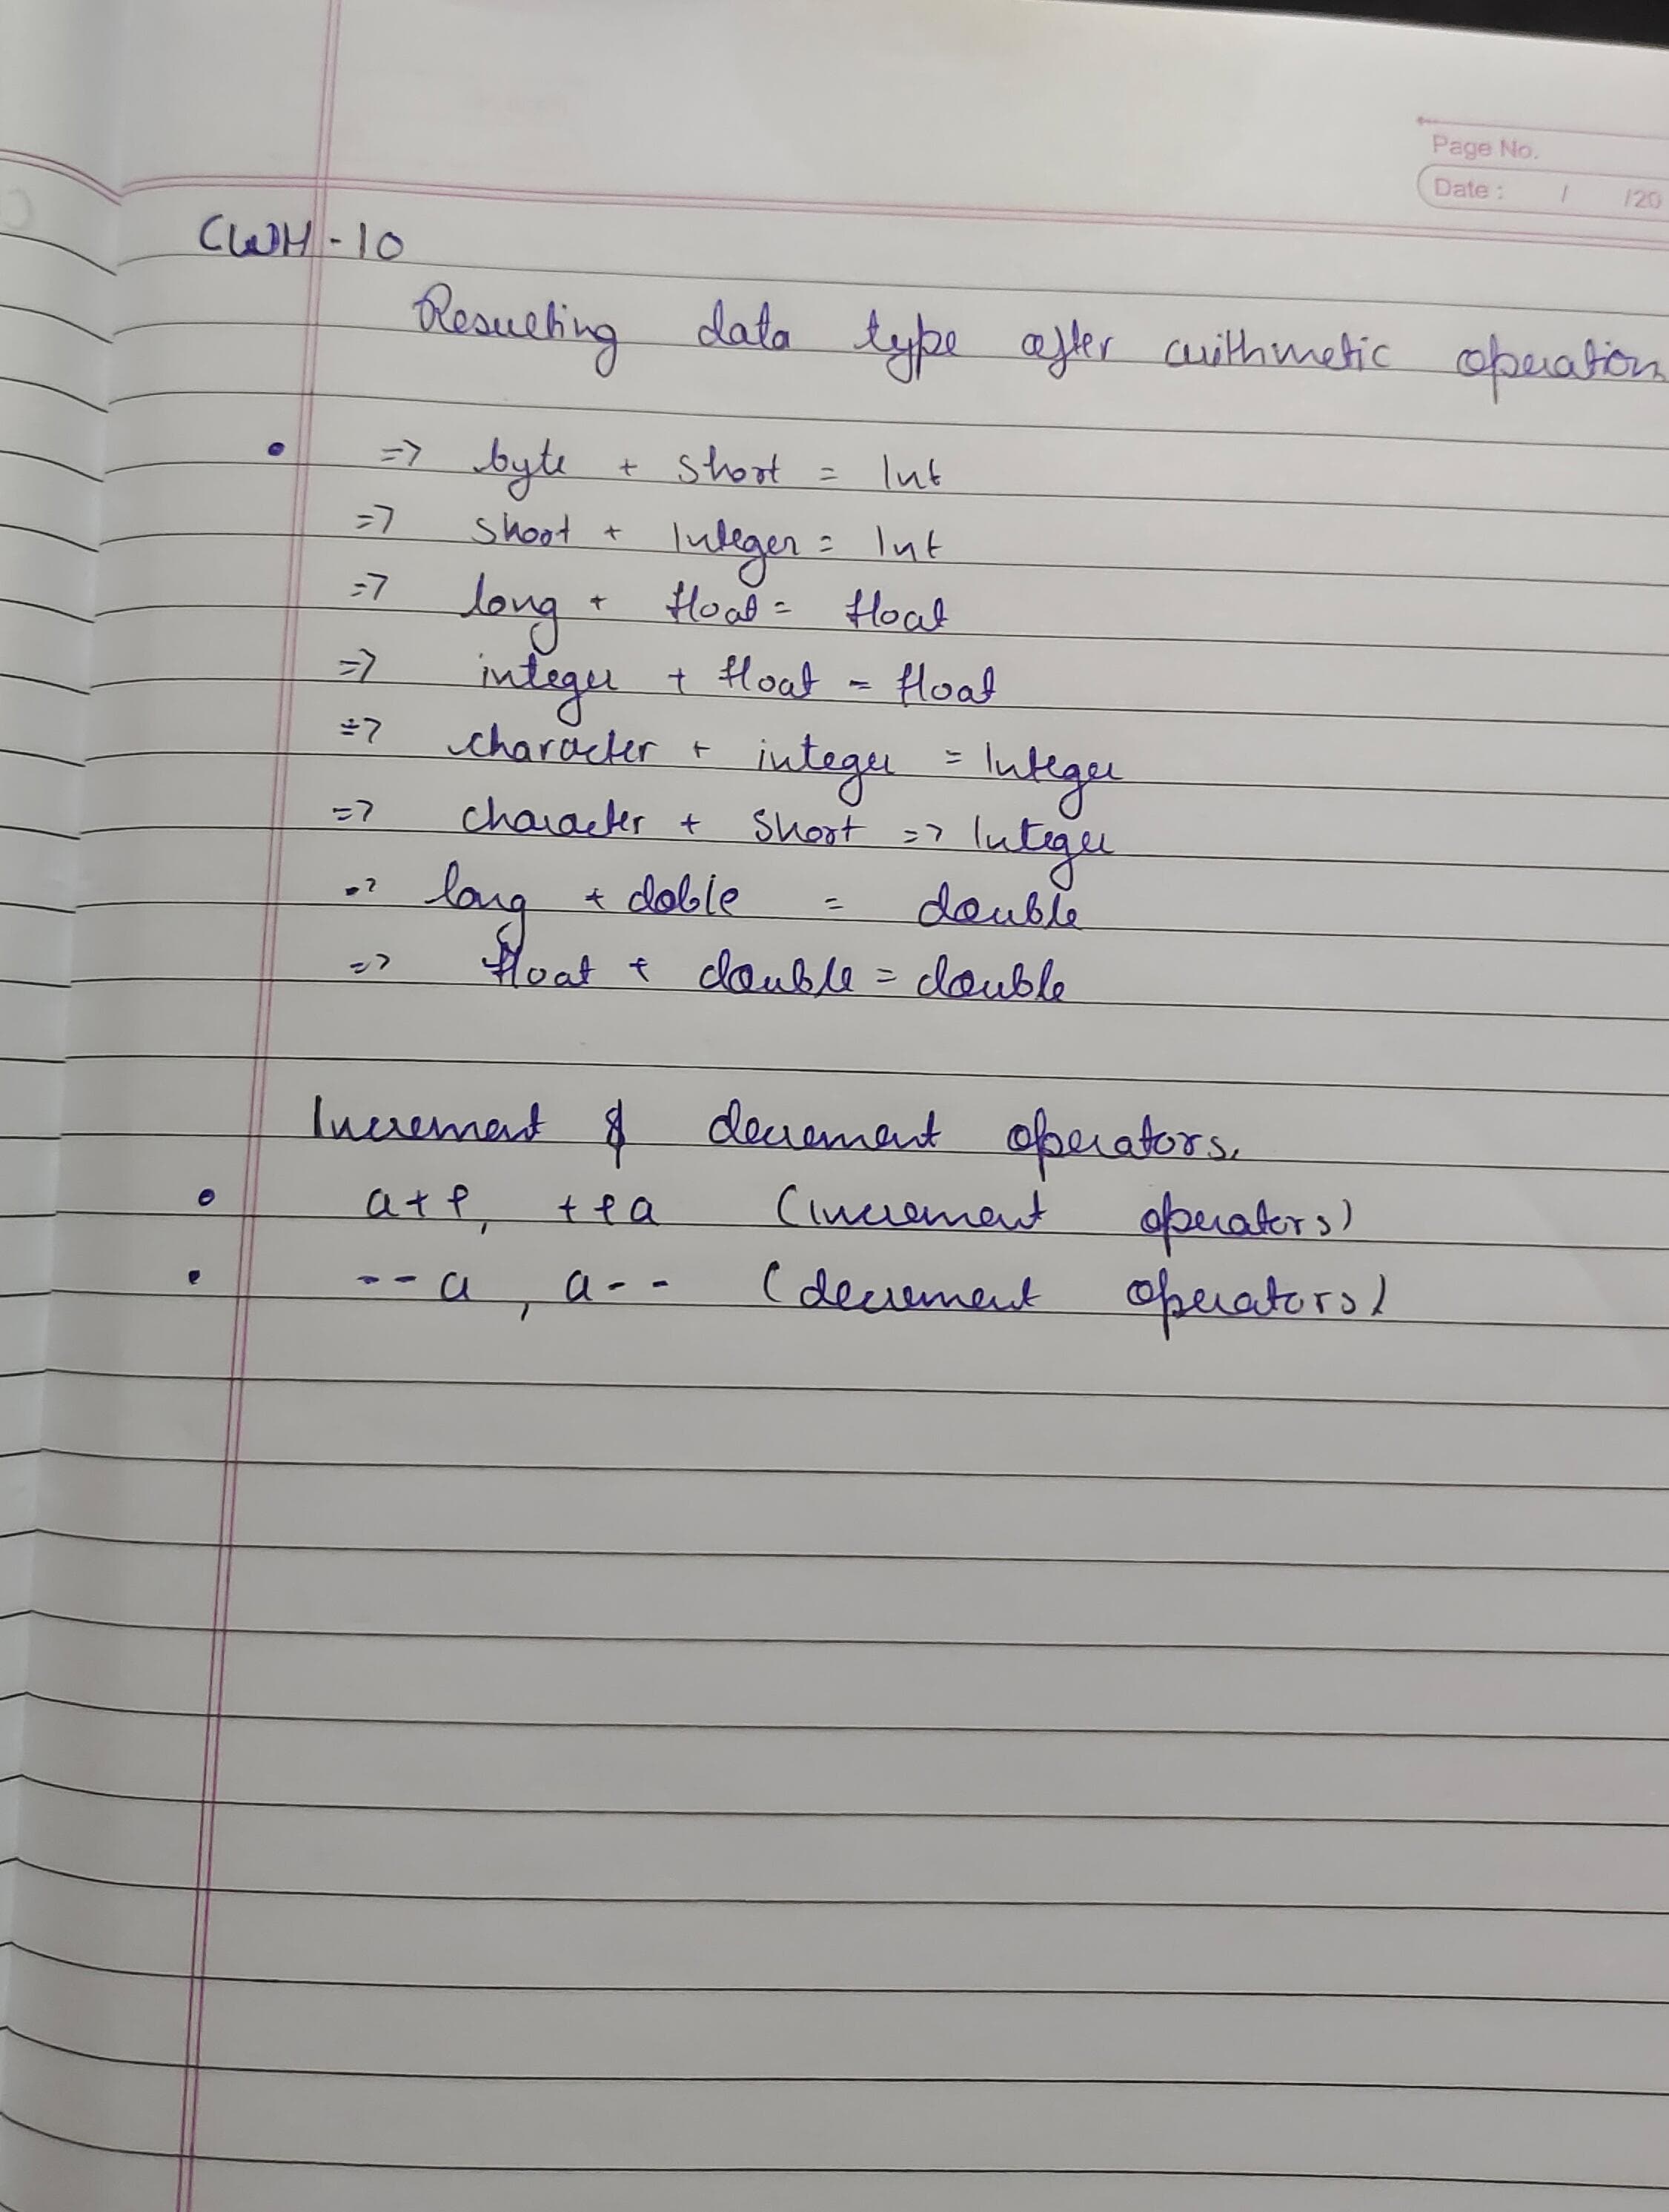 Page No.
Date : / /20
CWH-10
Resulting data type after arithmetic operation
• => byte + short = Int
=> short + Integer = Int
=> long + float = float
=> integer + float = float
=> character + integer = Integer
=> character + short => Integer
=> long + doble = double
=> float + double = double
Increment & decrement operators.
• a++, ++a (increment operators)
• --a, a-- (decrement operators)